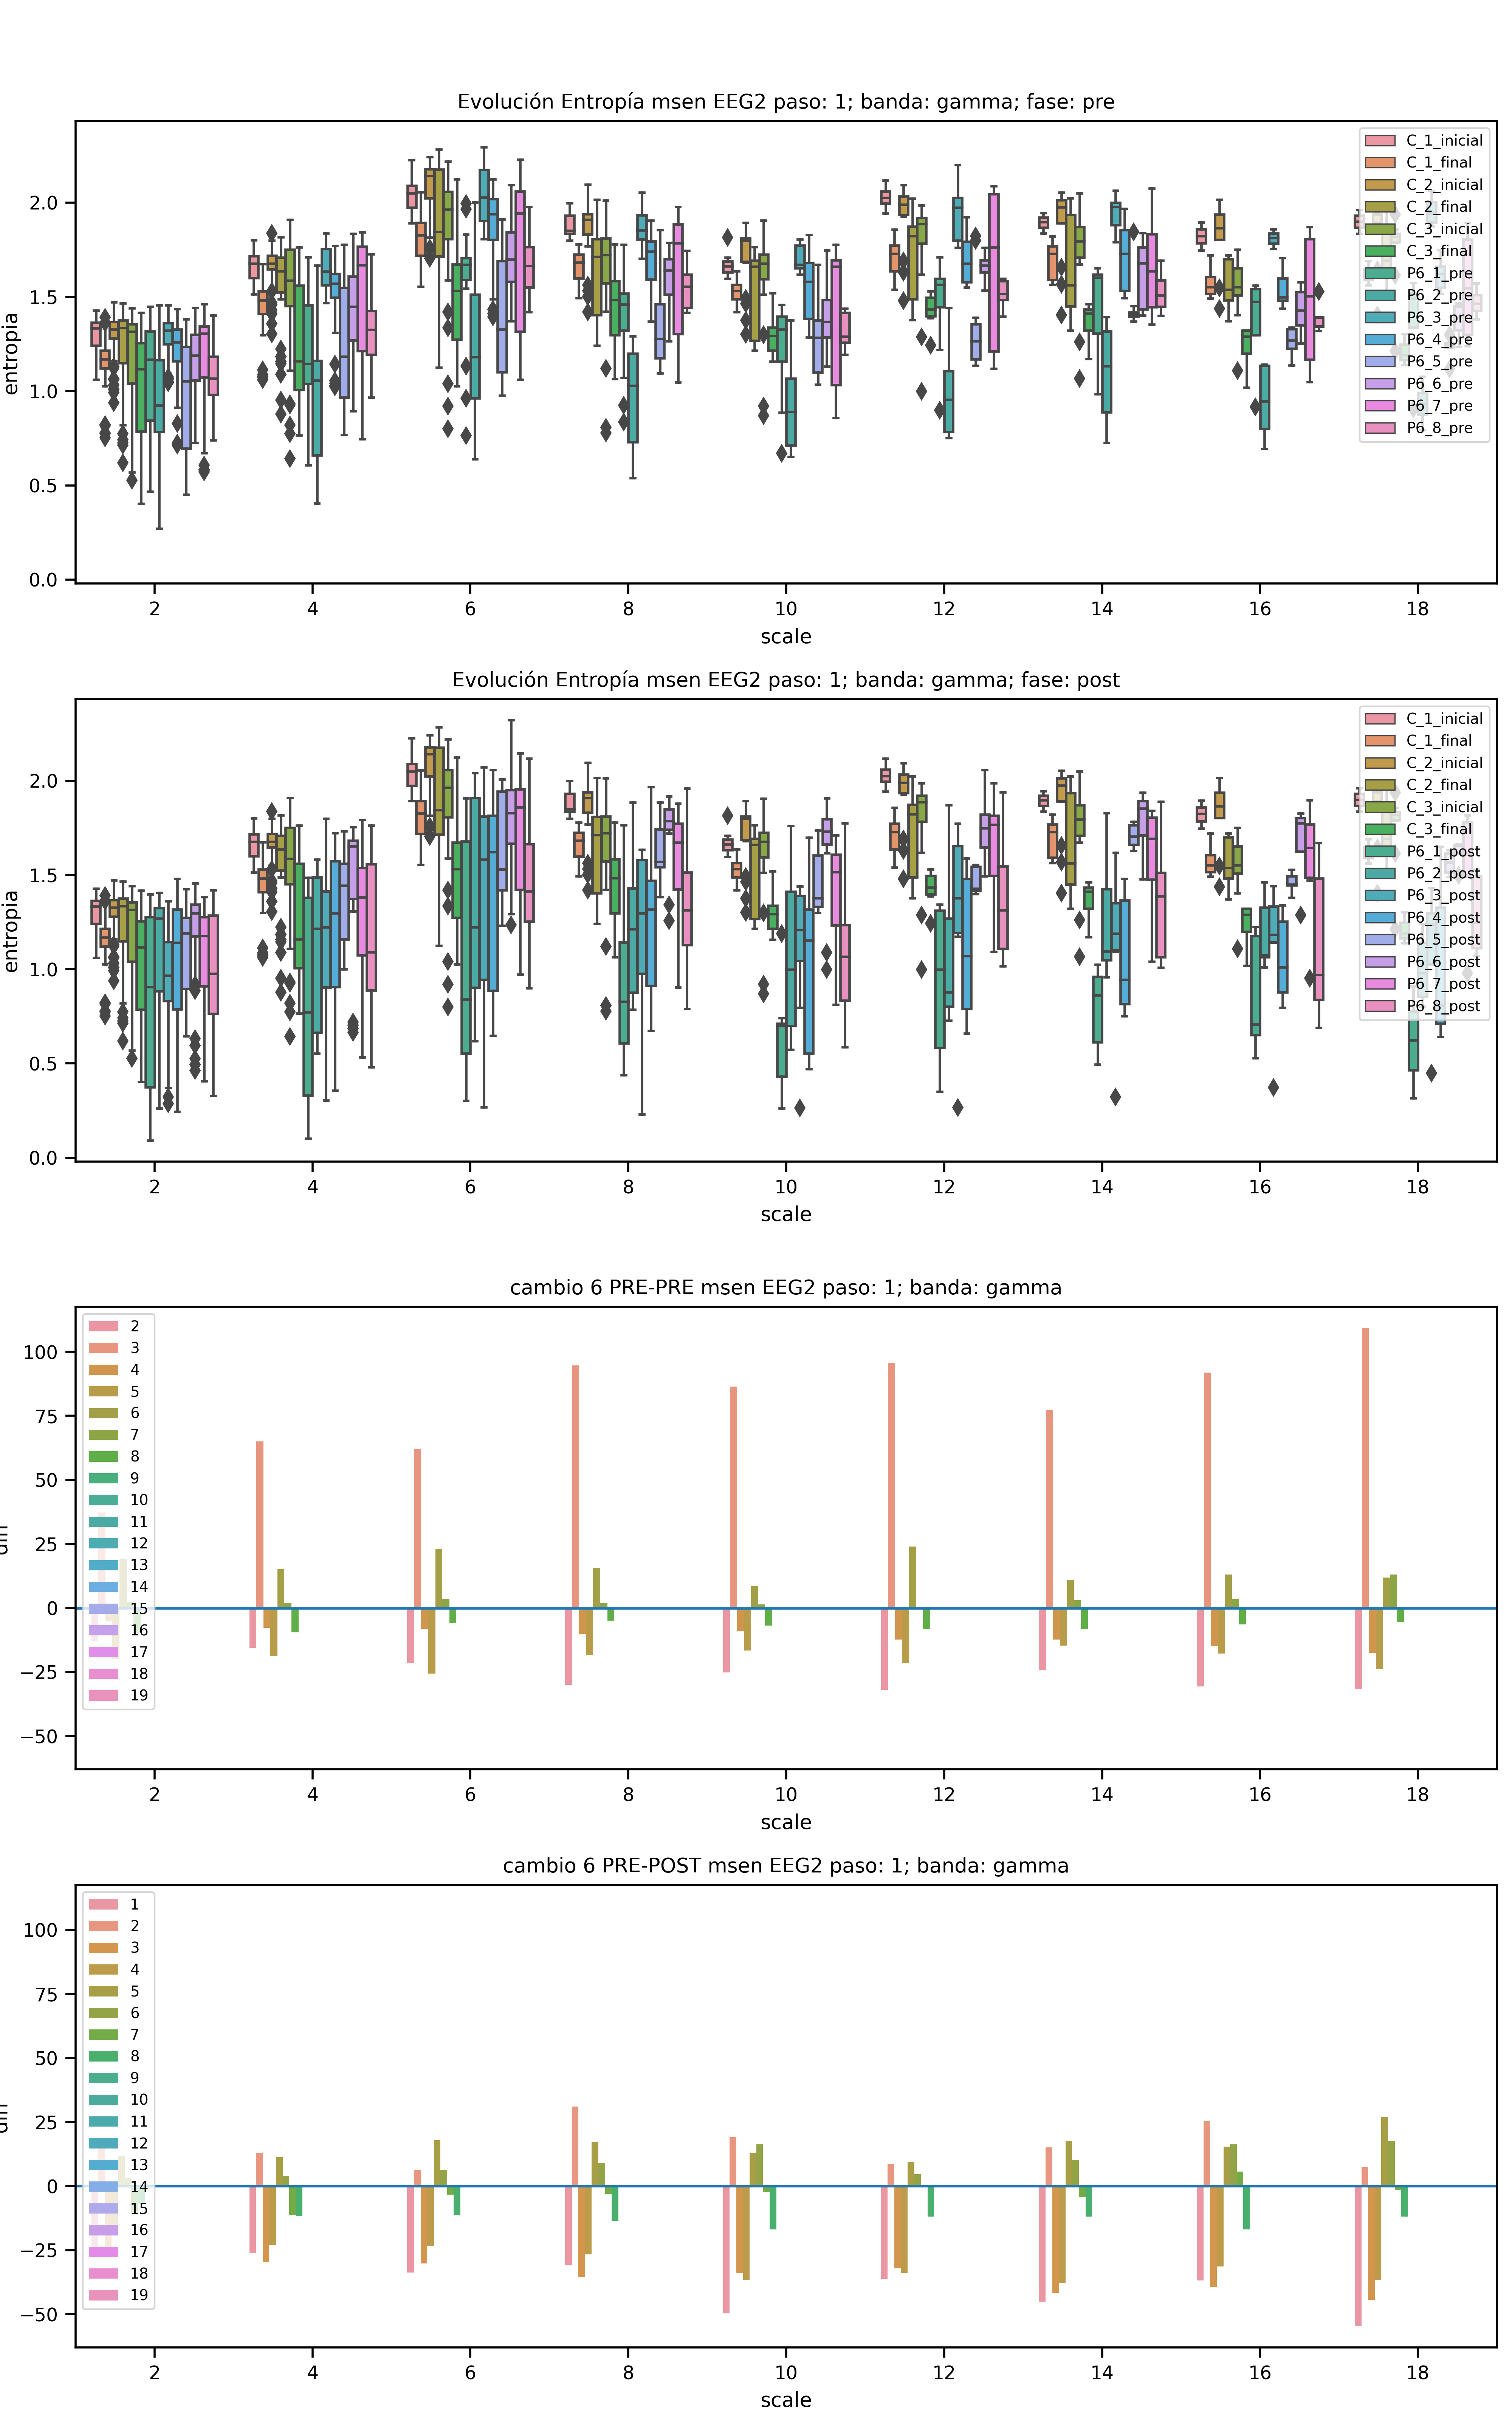 Evolución Entropía msen EEG2 paso: 1; banda: gamma; fase: pre
entropia
2.0
1.5
1.0
0.5
0.0
C_1_inicial
C_1_final
C_2_inicial
C_2_final
C_3_inicial
C_3_final
P6_1_pre
P6_2_pre
P6_3_pre
P6_4_pre
P6_5_pre
P6_6_pre
P6_7_pre
P6_8_pre
2 4 6 8 10 12 14 16 18
scale
Evolución Entropía msen EEG2 paso: 1; banda: gamma; fase: post
entropia
2.0
1.5
1.0
0.5
0.0
C_1_inicial
C_1_final
C_2_inicial
C_2_final
C_3_inicial
C_3_final
P6_1_post
P6_2_post
P6_3_post
P6_4_post
P6_5_post
P6_6_post
P6_7_post
P6_8_post
2 4 6 8 10 12 14 16 18
scale
cambio 6 PRE-PRE msen EEG2 paso: 1; banda: gamma
100
75
50
25
0
−25
−50
2
3
4
5
6
7
8
9
10
11
12
13
14
15
16
17
18
19
2 4 6 8 10 12 14 16 18
scale
cambio 6 PRE-POST msen EEG2 paso: 1; banda: gamma
100
75
50
25
0
−25
−50
1
2
3
4
5
6
7
8
9
10
11
12
13
14
15
16
17
18
19
2 4 6 8 10 12 14 16 18
scale